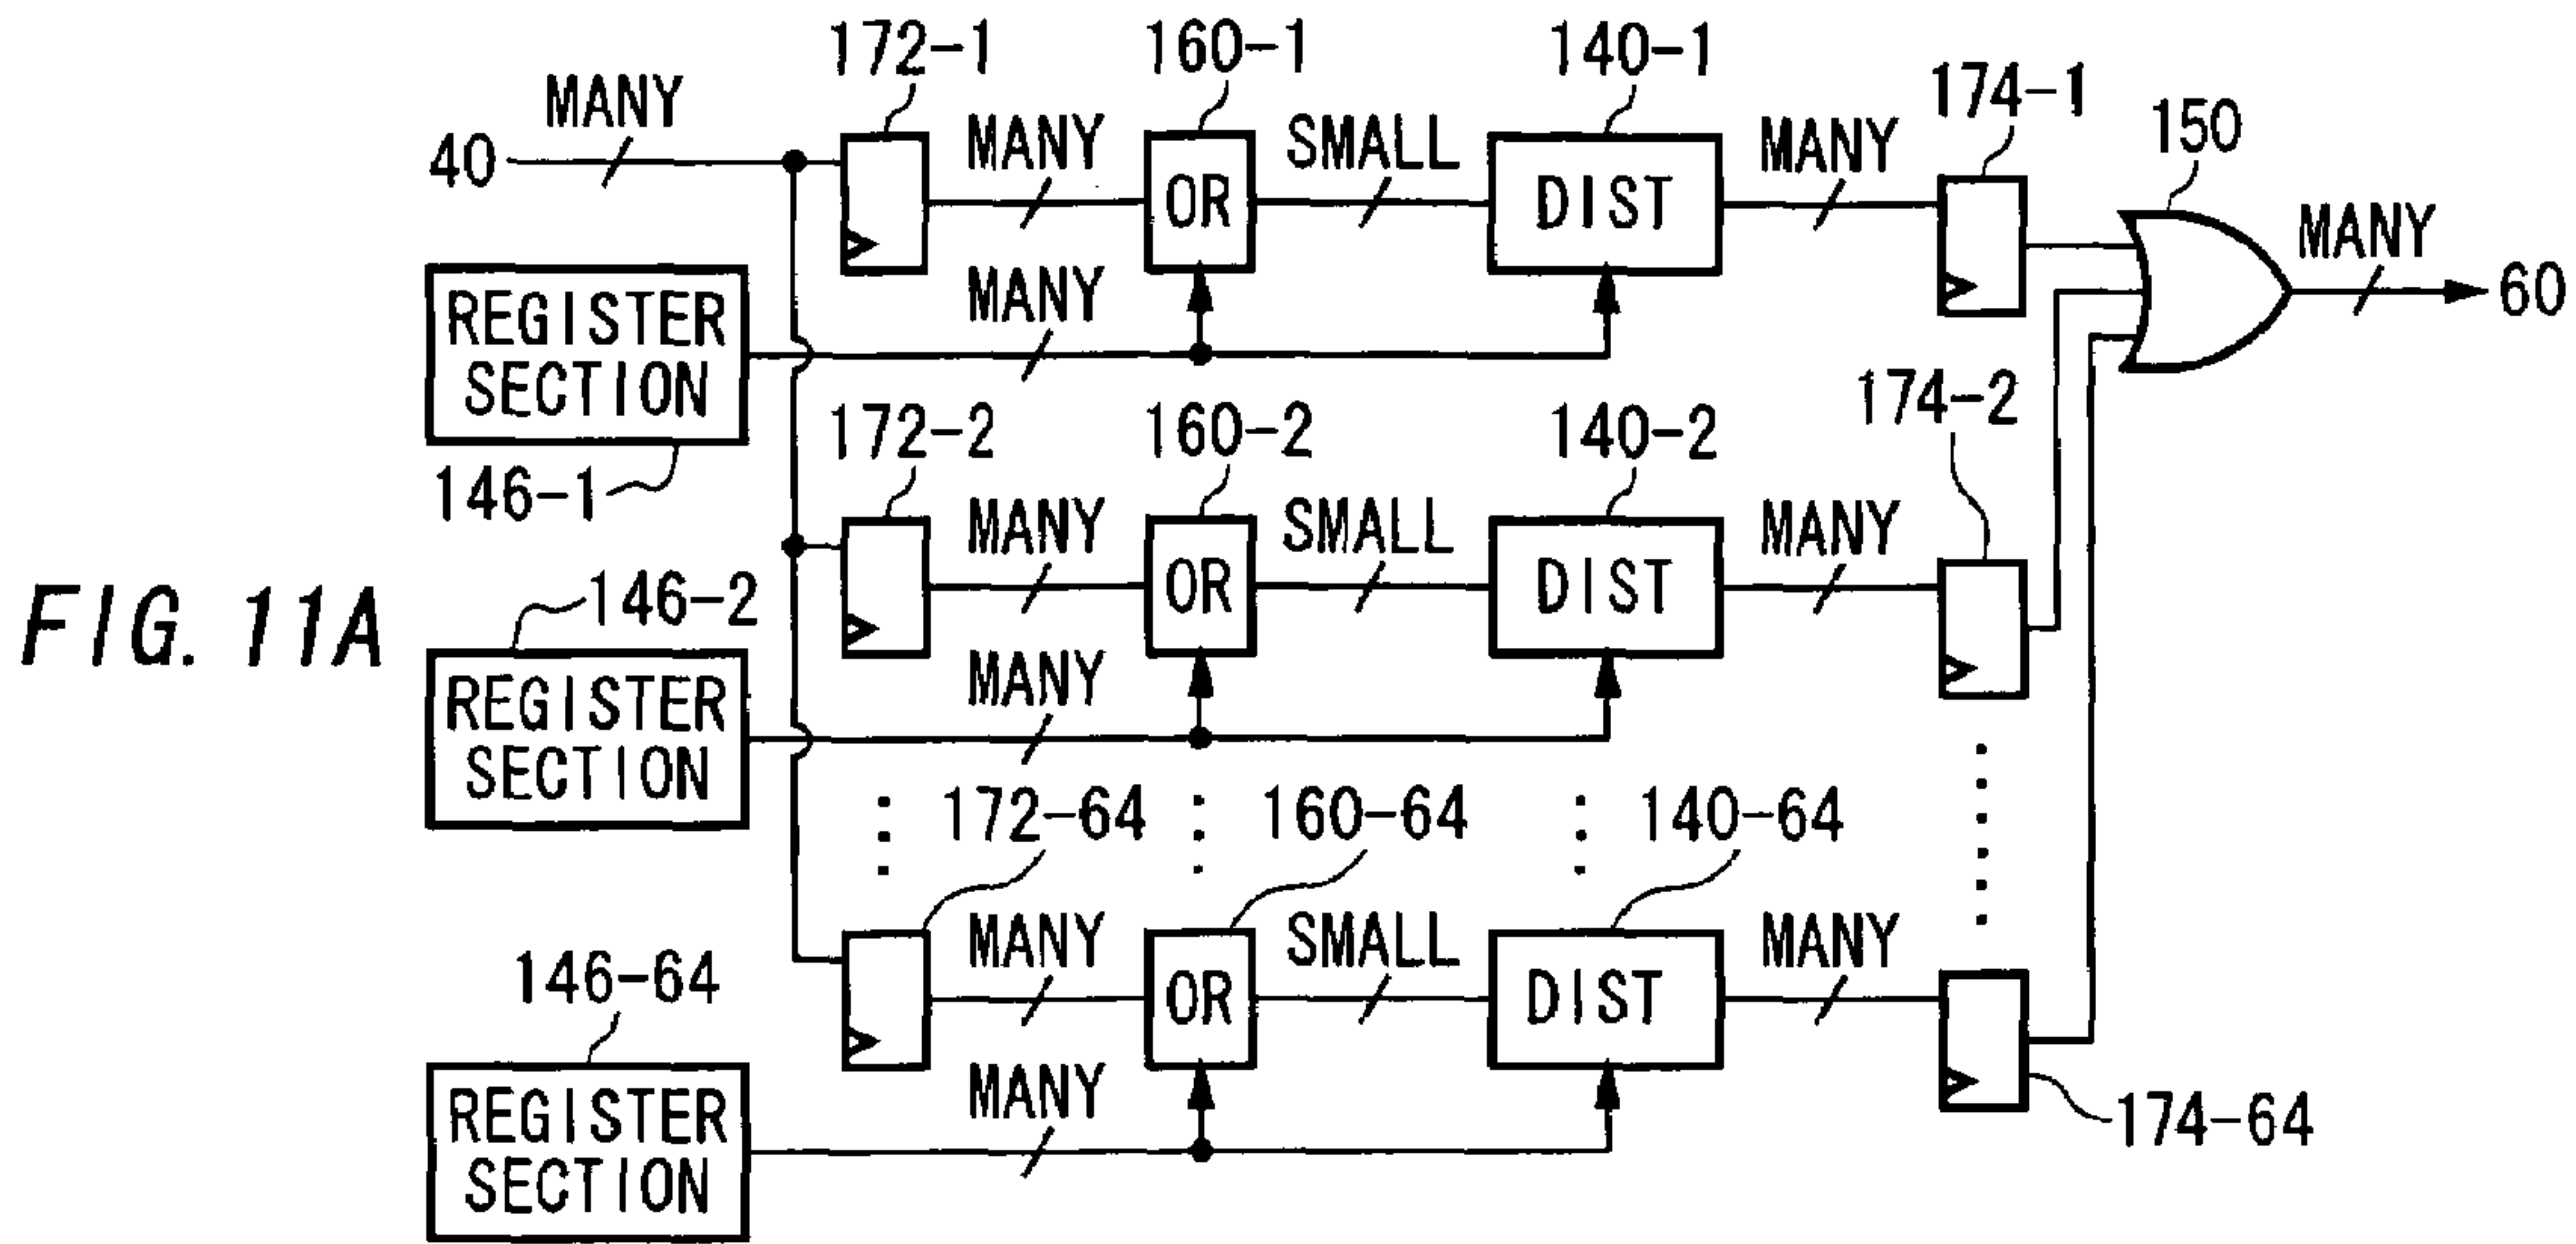 172-1 160-1 140-1
MANY 174-1
40 MANY SMALL MANY 150
OR DIST MANY
REGISTER MANY 60
SECTION
146-1 172-2 160-2 140-2 174-2
MANY SMALL MANY
FIG. 11A 146-2 OR DIST
REGISTER MANY
SECTION
172-64 160-64 140-64
146-64 MANY SMALL MANY
OR DIST
REGISTER MANY 174-64
SECTION